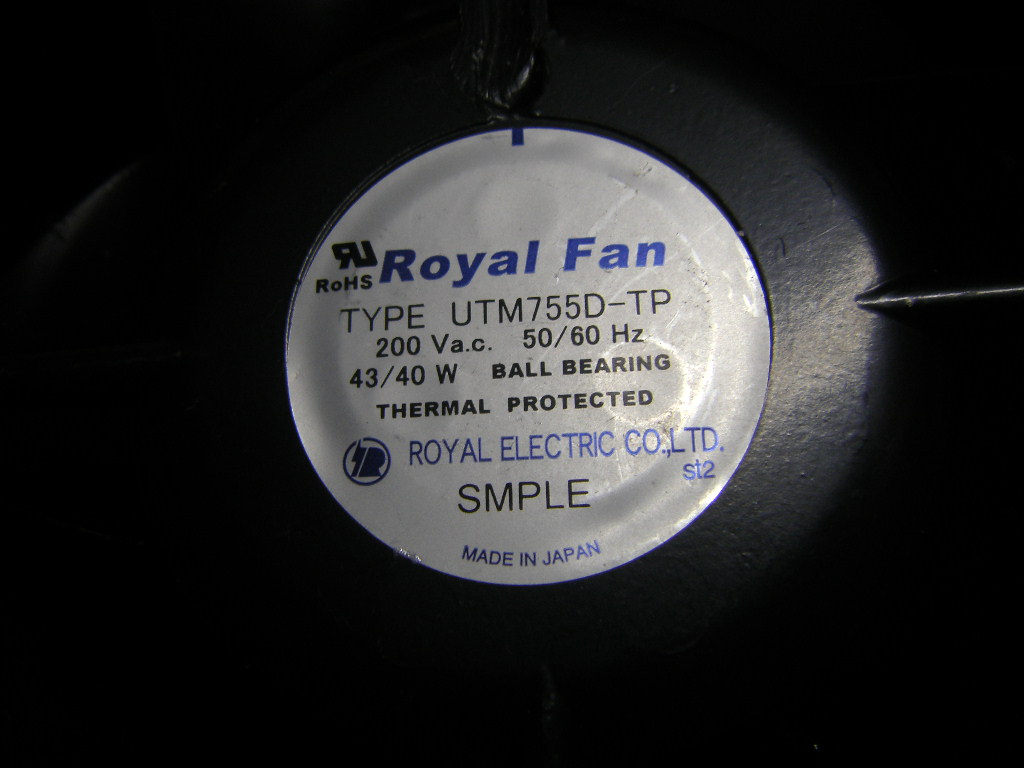 RU Royal Fan
RoHS
TYPE UTM755D-TP
200 Va.c. 50/60 Hz
43/40 W BALL BEARING
THERMAL PROTECTED
R ROYAL ELECTRIC CO.,LTD.
st2
SMPLE
MADE IN JAPAN